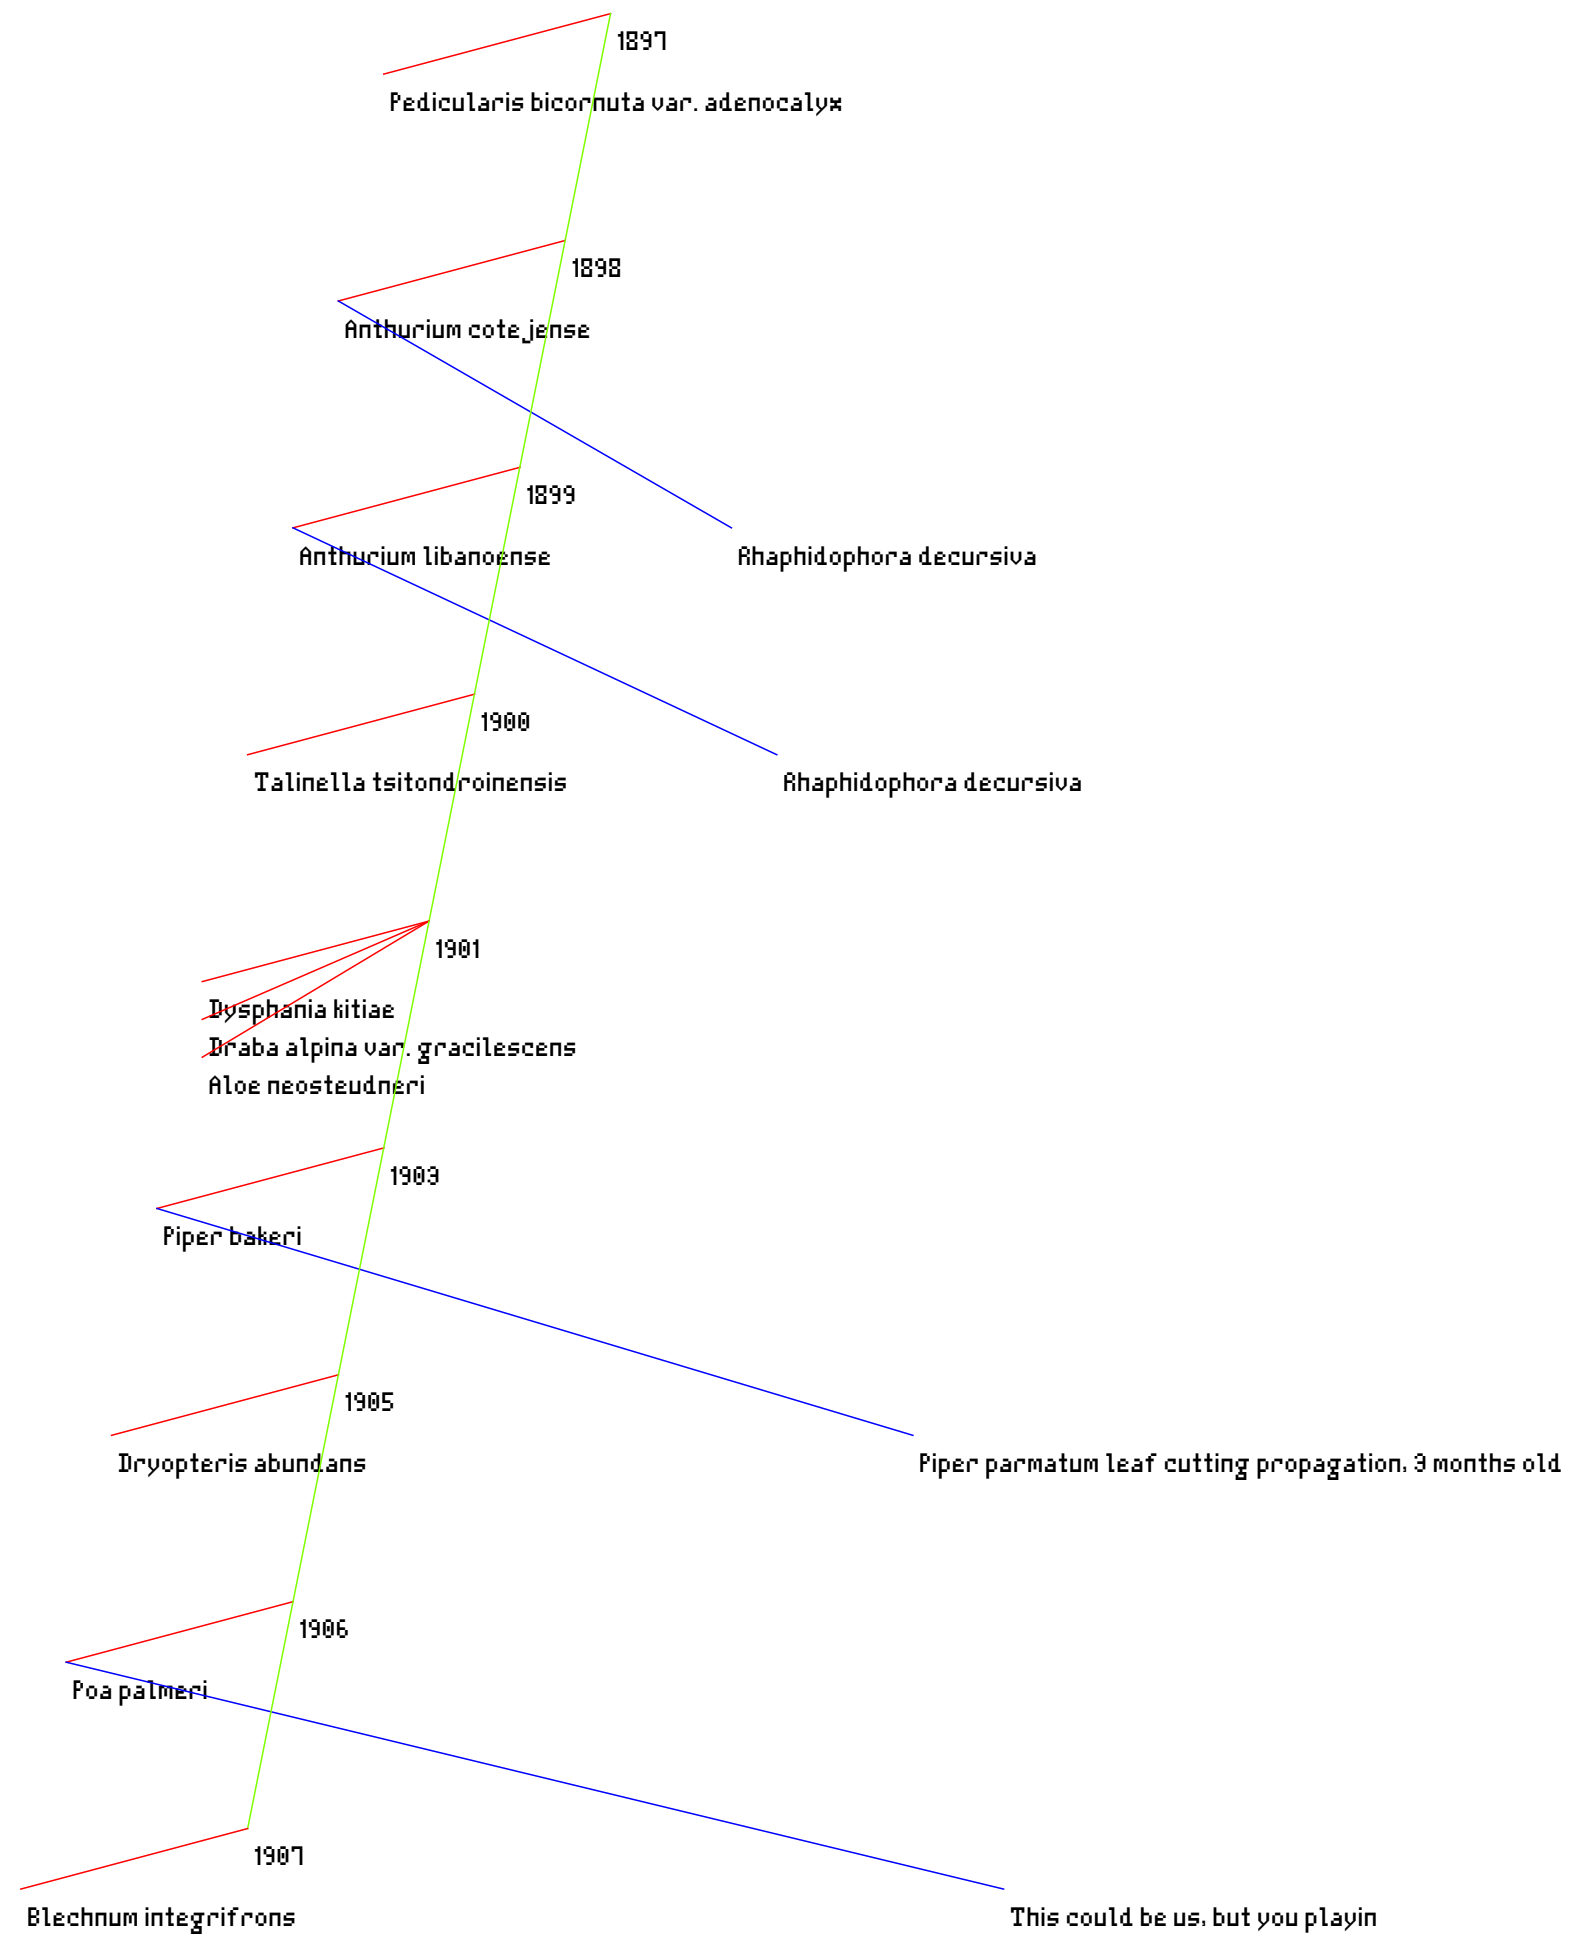 1897
Pedicularis bicornuta var. adenocalyx
1898
Anthurium cotejense
1899
Anthurium libanoense
Rhaphidophora decursiva
1900
Talinella tsitondroinensis
Rhaphidophora decursiva
1901
Dysphania kitiae
Draba alpina var. gracilescens
Aloe neosteudneri
1903
Piper bakeri
1905
Dryopteris abundans
Piper parmatum leaf cutting propagation, 3 months old
1906
Poa palmeri
1907
Blechnum integrifrons
This could be us, but you playin